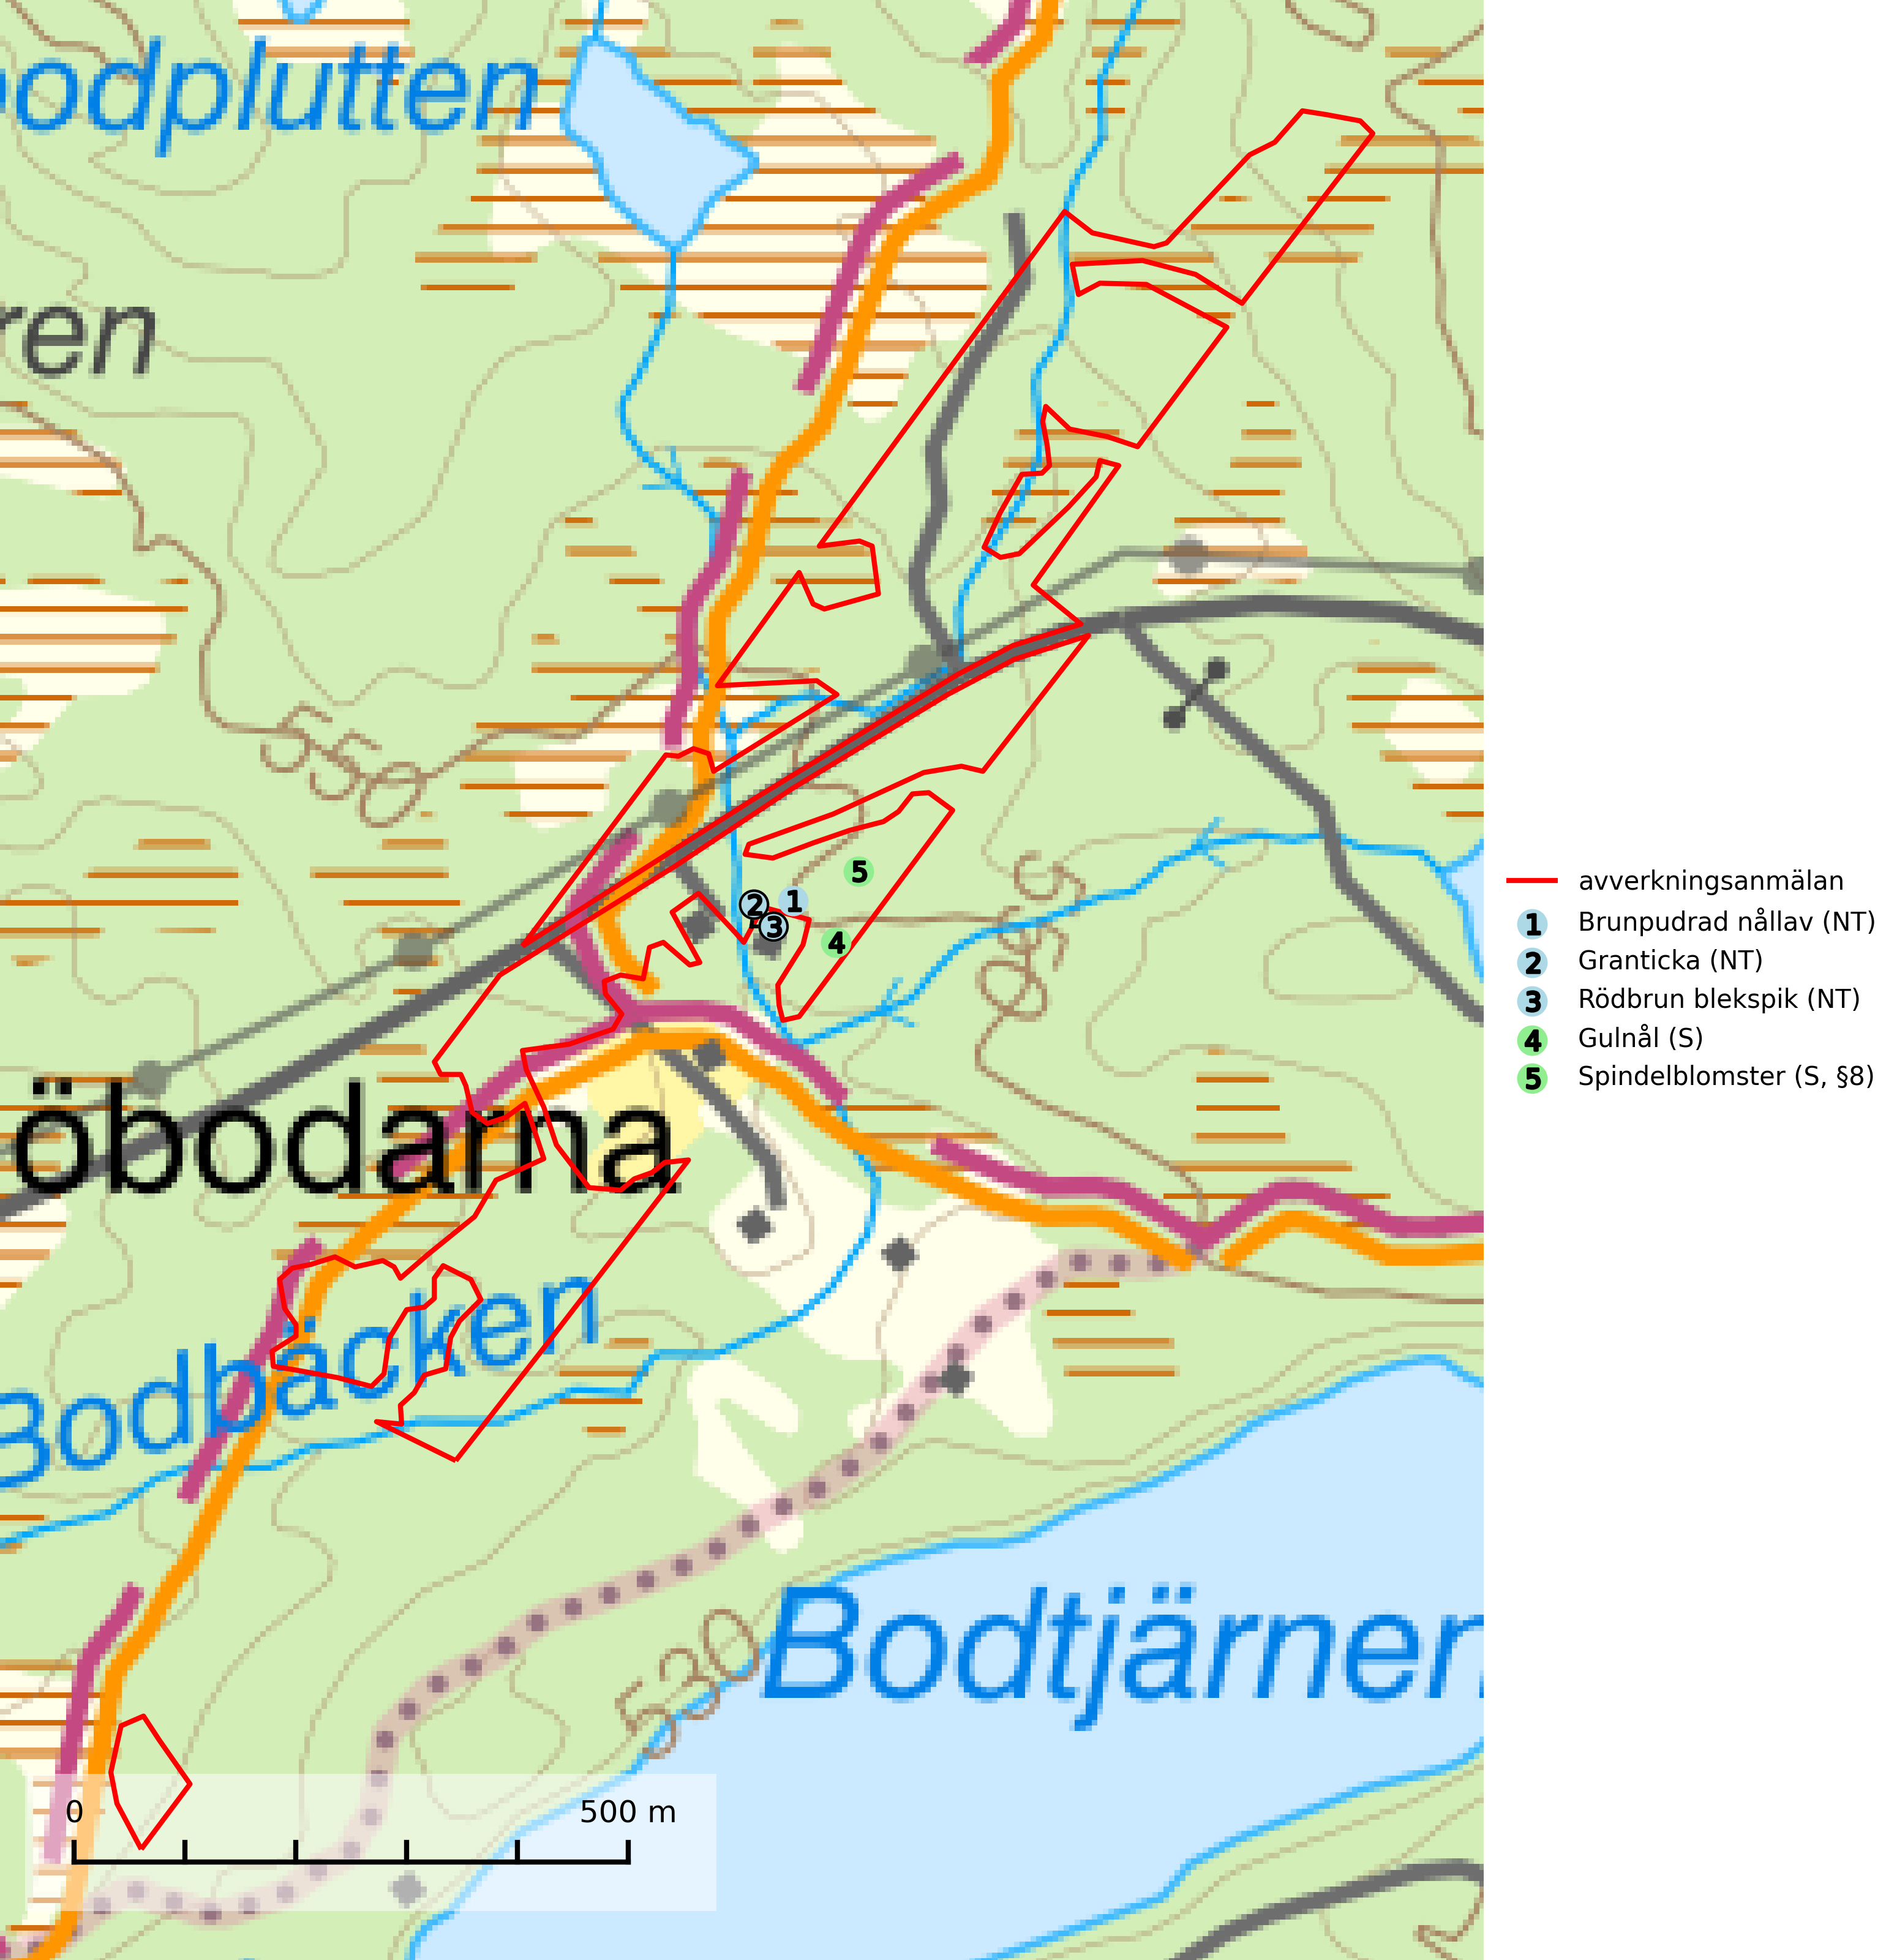 odplutten
ren
550
560
öbodarna
Bodbäcken
Bodtjärnen
530
0 500 m
5
2 1
3
4
avverkningsanmälan
1 Brunpudrad nållav (NT)
2 Granticka (NT)
3 Rödbrun blekspik (NT)
4 Gulnål (S)
5 Spindelblomster (S, §8)